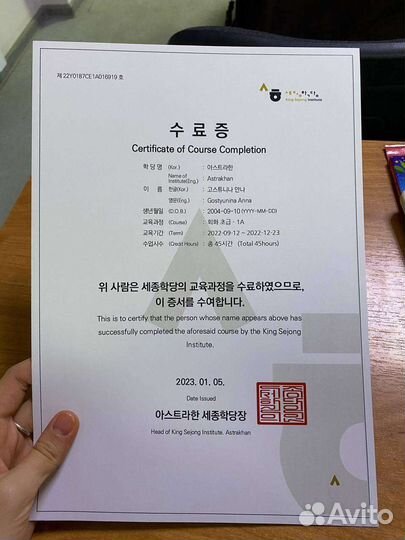 제 22Y0187CE1A016919 호
세종학당
King Sejong Institute
수 료 증
Certificate of Course Completion
학 당 명 (Kor.) : 아스트라한
Name of Institute(Eng.) : Astrakhan
이 름 한글(Kor.) : 고스튜니나 안나
영문(Eng.) : Gostyunina Anna
생년월일 (D.O.B.) : 2004-09-10 (YYYY-MM-DD)
교육과정 (Course) : 회화 초급 - 1A
교육기간 (Term) : 2022-09-12 ~ 2022-12-23
수업시수 (Credit Hours) : 총 45시간 (Total 45hours)
위 사람은 세종학당의 교육과정을 수료하였으므로,
이 증서를 수여합니다.
This is to certify that the person whose name appears above has
successfully completed the aforesaid course by the King Sejong
Institute.
2023. 01. 05.
Date Issued
아스트라한 세종학당장
Head of King Sejong Institute, Astrakhan
Avito